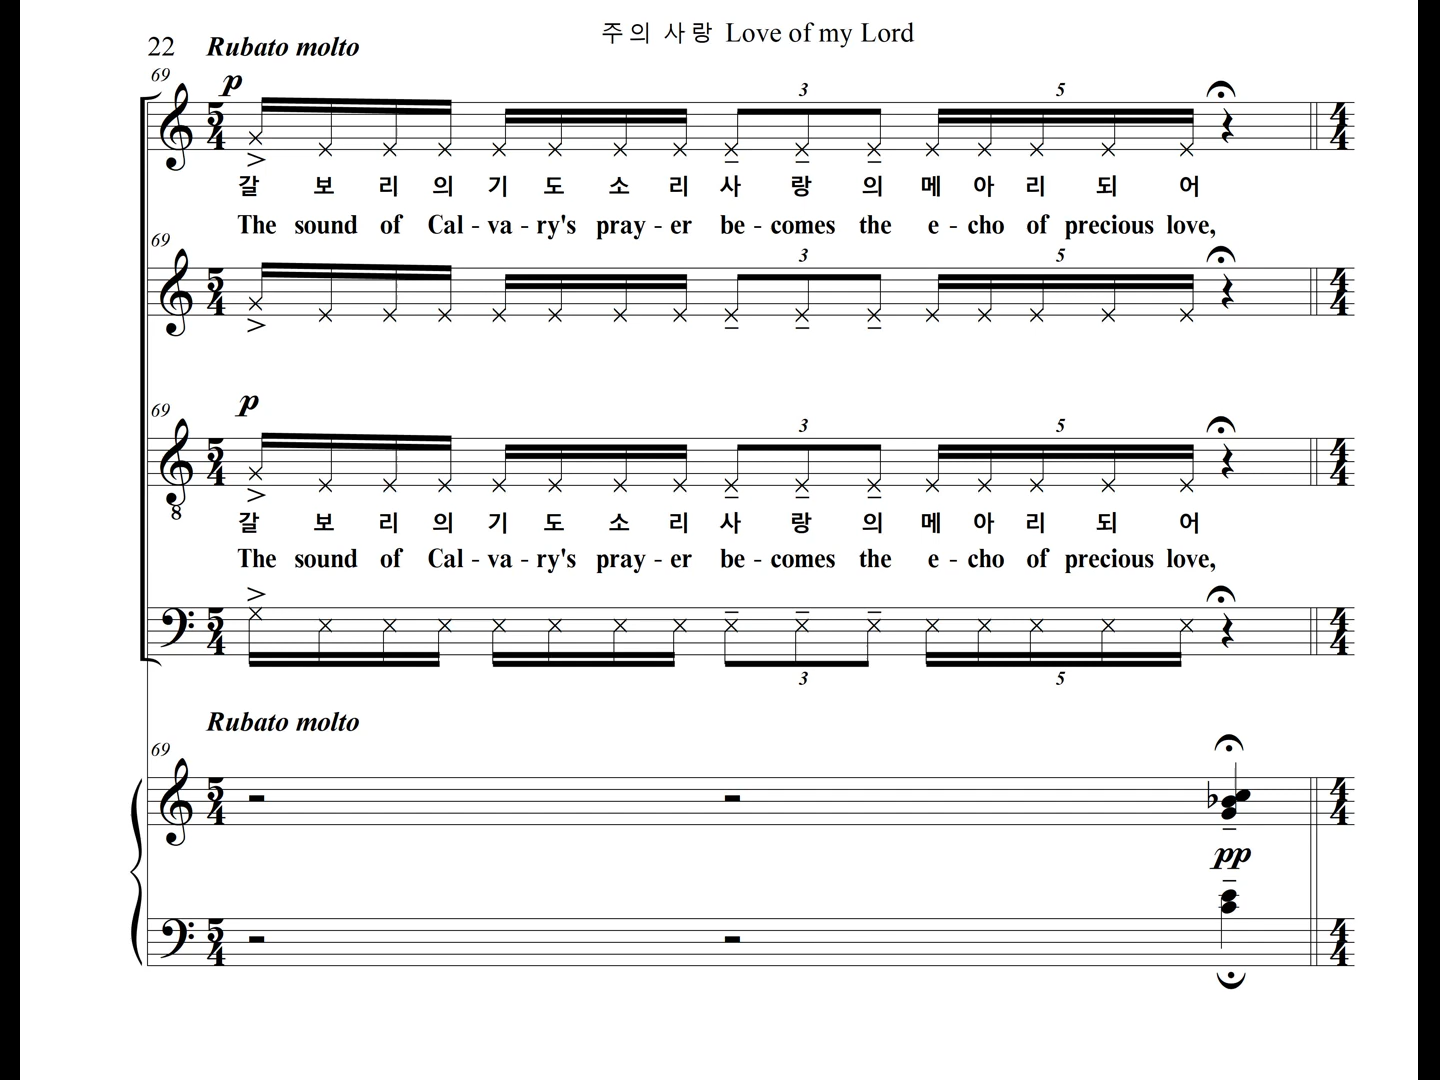 주의 사랑 Love of my Lord
22 Rubato molto
69
p
3 5
갈 보 리 의 기 도 소 리 사 랑 의 메 아 리 되 어
The sound of Cal - va - ry's pray - er be - comes the e - cho of precious love,
69
3 5
p
69
3 5
8
갈 보 리 의 기 도 소 리 사 랑 의 메 아 리 되 어
The sound of Cal - va - ry's pray - er be - comes the e - cho of precious love,
3 5
Rubato molto
69
pp